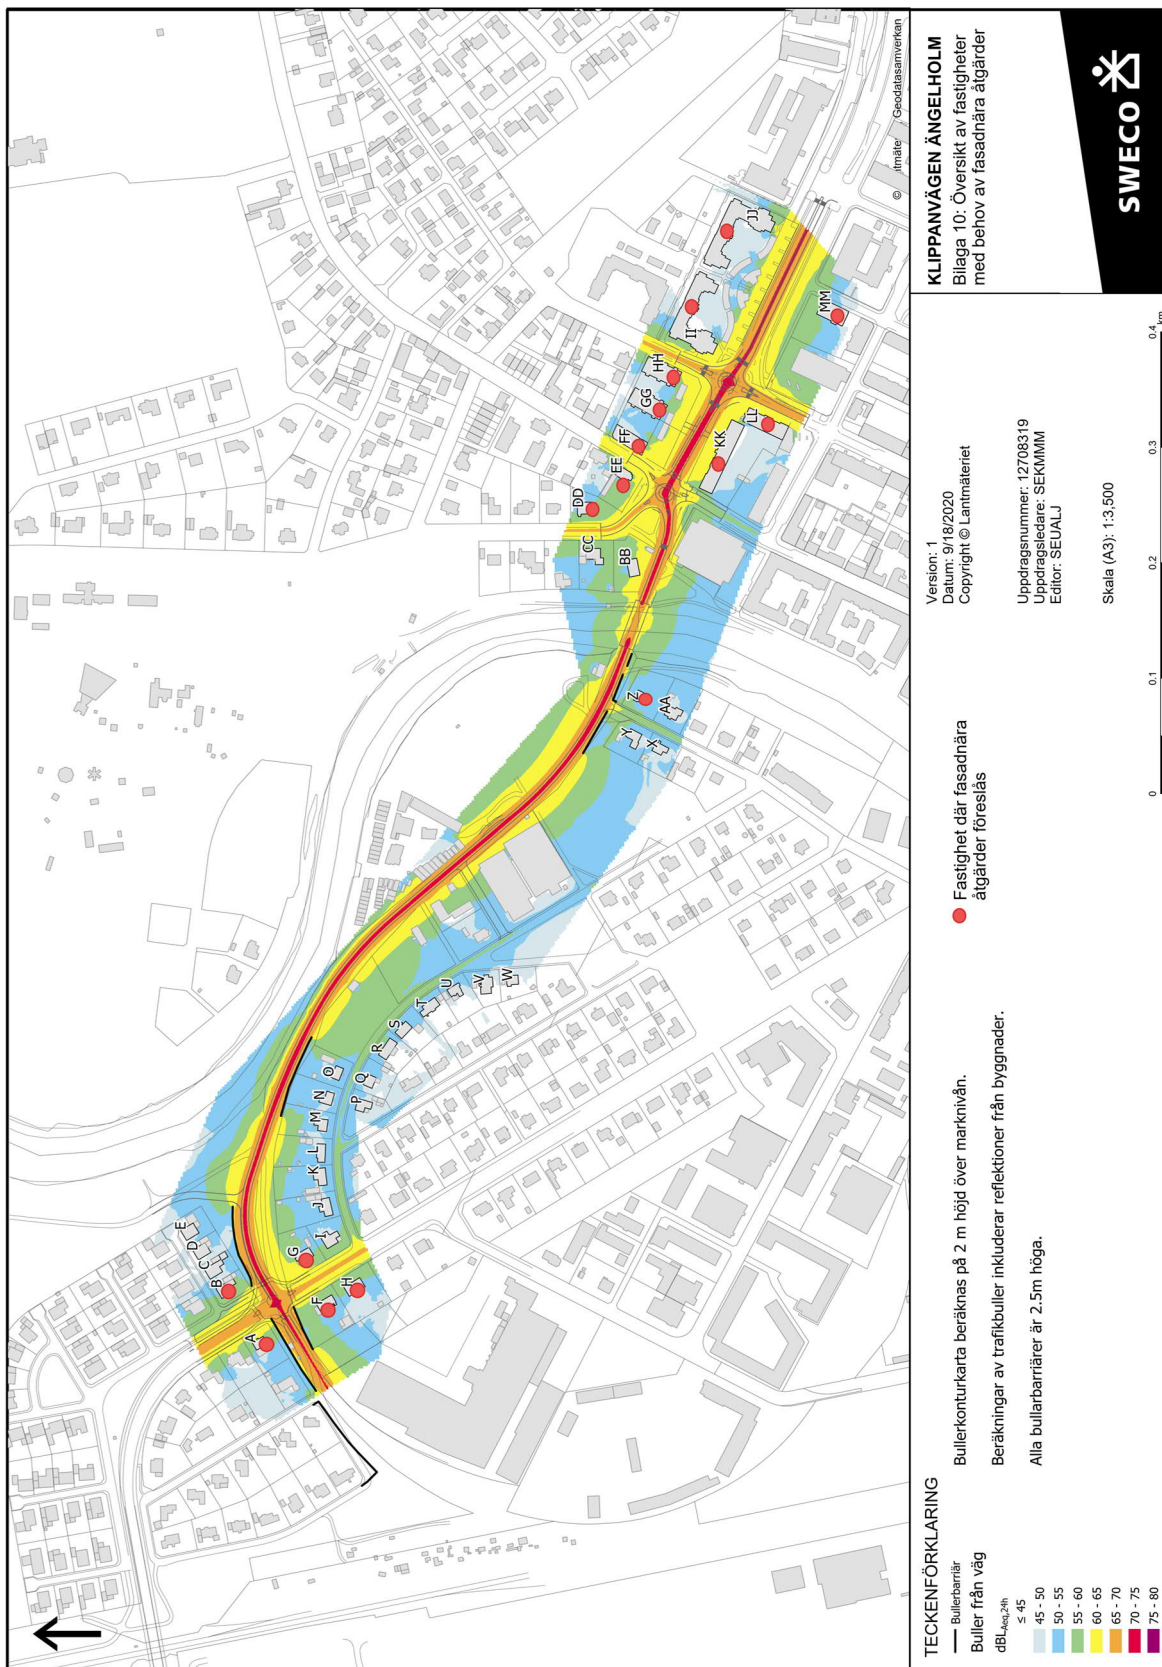 KLIPPANVÄGEN ÄNGELHOLM
Bilaga 10: Översikt av fastigheter
med behov av fasadnära åtgärder
SWECO
A
B
C
D
E
F
G
H
I
J
K
L
M
N
O
P
Q
R
S
T
U
V
W
X
Y
Z
AA
BB
CC
DD
EE
FF
GG
HH
II
JJ
KK
LL
MM
Geodatasamverkan
TECKENFÖRKLARING
Bullerbarriär
Buller från väg
dBLAeq,24h
≤ 45
45 - 50
50 - 55
55 - 60
60 - 65
65 - 70
70 - 75
75 - 80
Bullerkonturkarta beräknas på 2 m höjd över marknivån.
Beräkningar av trafikbuller inkluderar reflektioner från byggnader.
Alla bullarbarriärer är 2.5m höga.
Fastighet där fasadnära
åtgärder föreslås
Version: 1
Datum: 9/18/2020
Copyright © Lantmäteriet
Uppdragsnummer: 12708319
Uppdragsledare: SEKMMM
Editor: SEUALJ
Skala (A3): 1:3,500
0
0.1
0.2
0.3
0.4
km